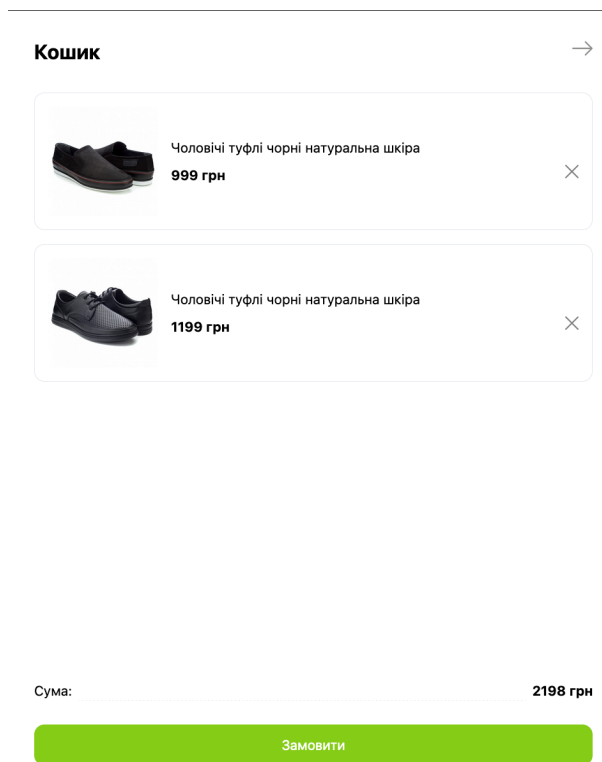 Кошик
Чоловічі туфлі чорні натуральна шкіра
999 грн
Чоловічі туфлі чорні натуральна шкіра
1199 грн
Сума: 2198 грн
Замовити